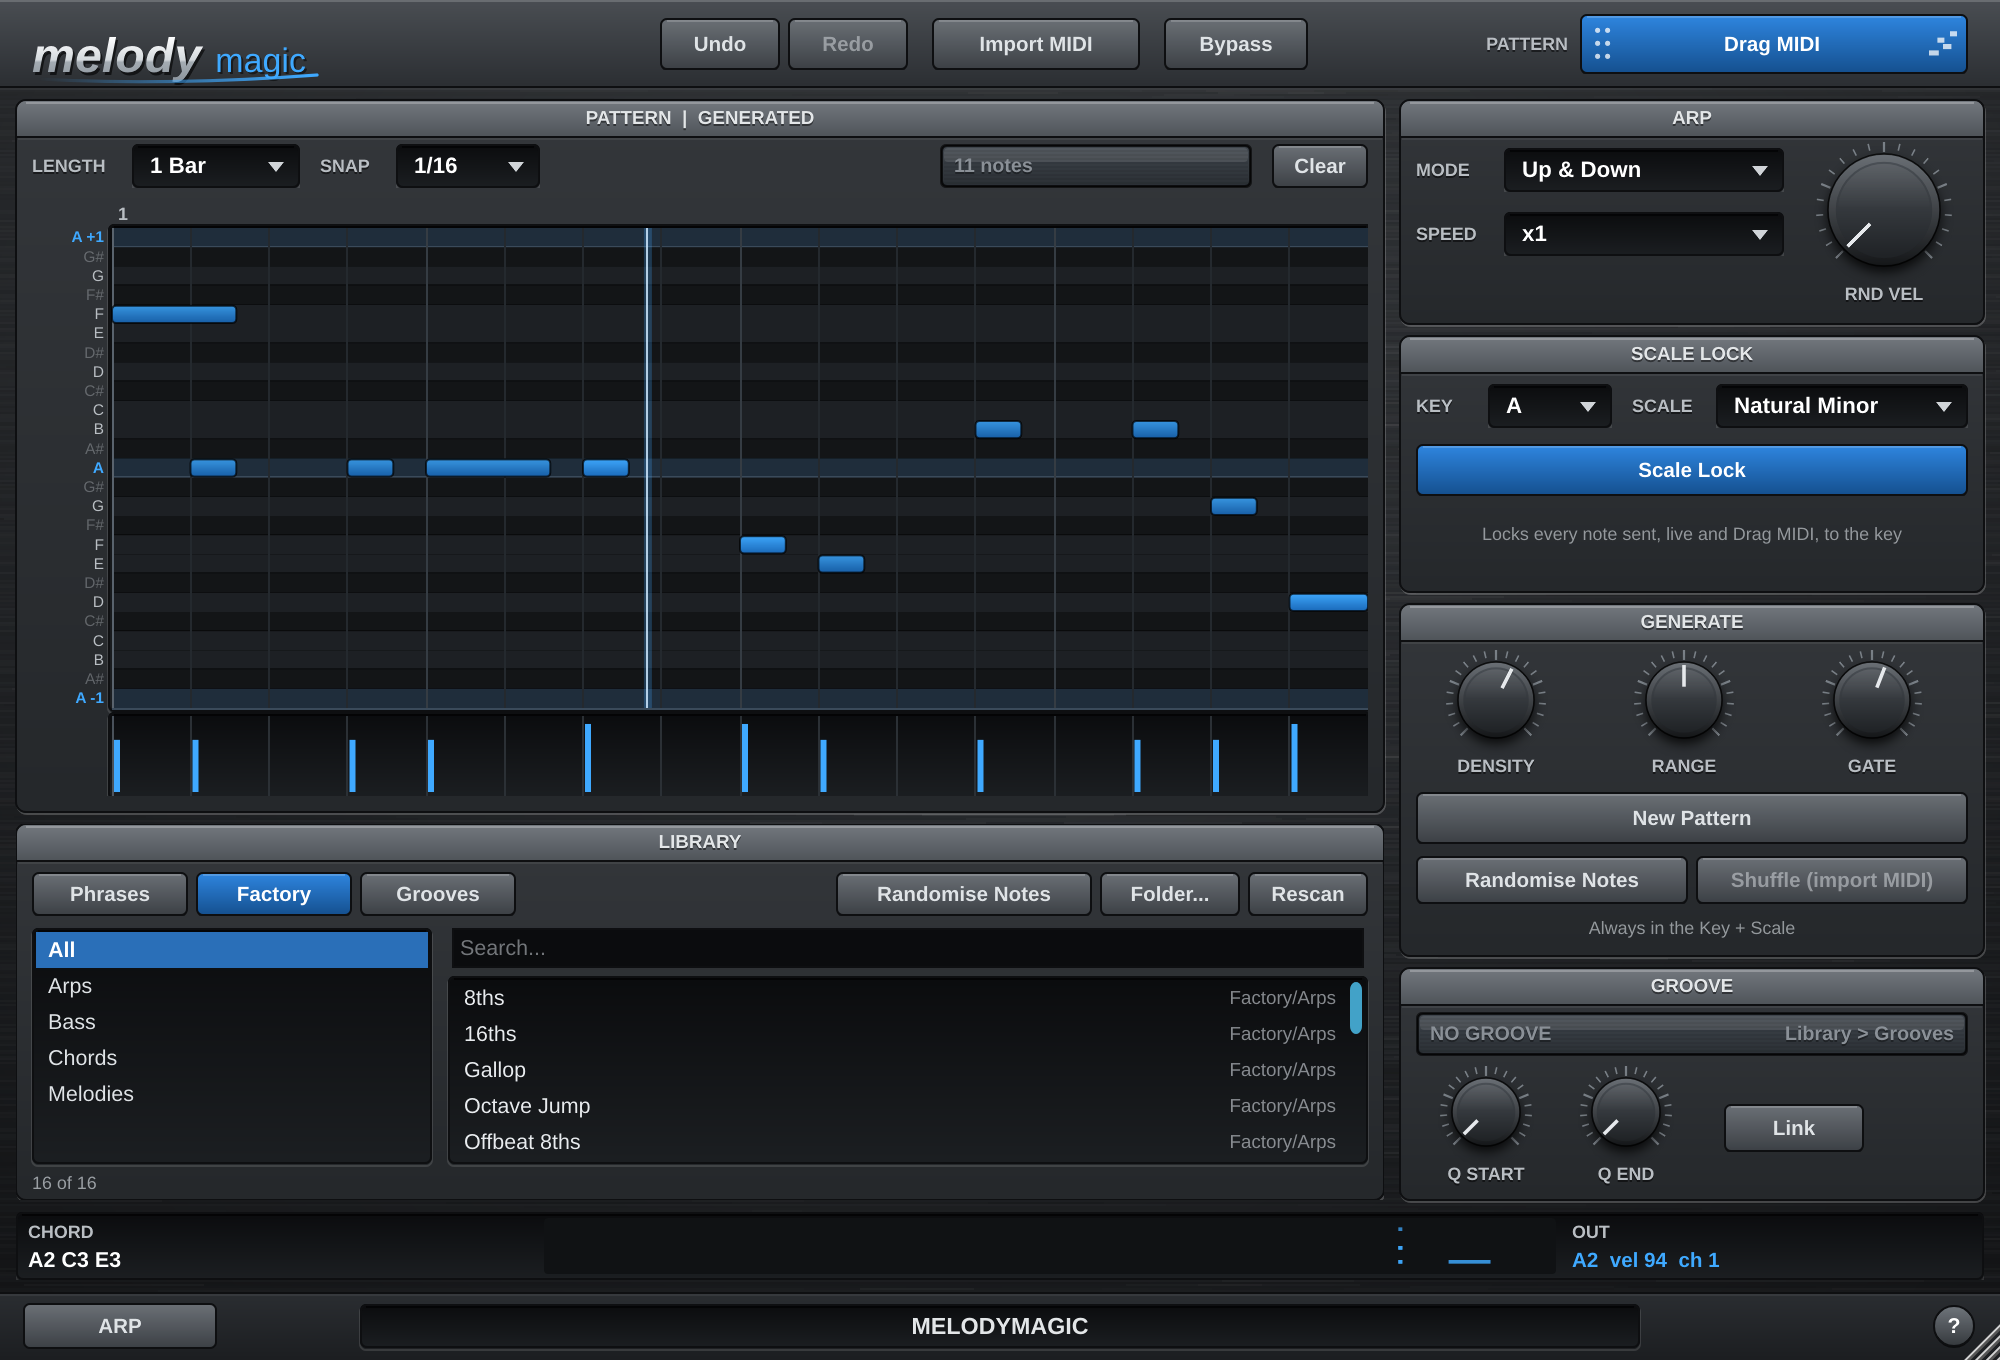 melody magic
Undo Redo Import MIDI Bypass PATTERN Drag MIDI
PATTERN | GENERATED
LENGTH 1 Bar SNAP 1/16 11 notes Clear
1
A +1
G#
G
F#
F
E
D#
D
C#
C
B
A#
A
G#
G
F#
F
E
D#
D
C#
C
B
A#
A -1
LIBRARY
Phrases Factory Grooves Randomise Notes Folder... Rescan
All
Arps
Bass
Chords
Melodies
Search...
8ths Factory/Arps
16ths Factory/Arps
Gallop Factory/Arps
Octave Jump Factory/Arps
Offbeat 8ths Factory/Arps
16 of 16
ARP
MODE Up & Down
SPEED x1
RND VEL
SCALE LOCK
KEY A SCALE Natural Minor
Scale Lock
Locks every note sent, live and Drag MIDI, to the key
GENERATE
DENSITY RANGE GATE
New Pattern
Randomise Notes Shuffle (import MIDI)
Always in the Key + Scale
GROOVE
NO GROOVE Library > Grooves
Q START Q END Link
CHORD
A2 C3 E3
OUT
A2 vel 94 ch 1
ARP MELODYMAGIC ?